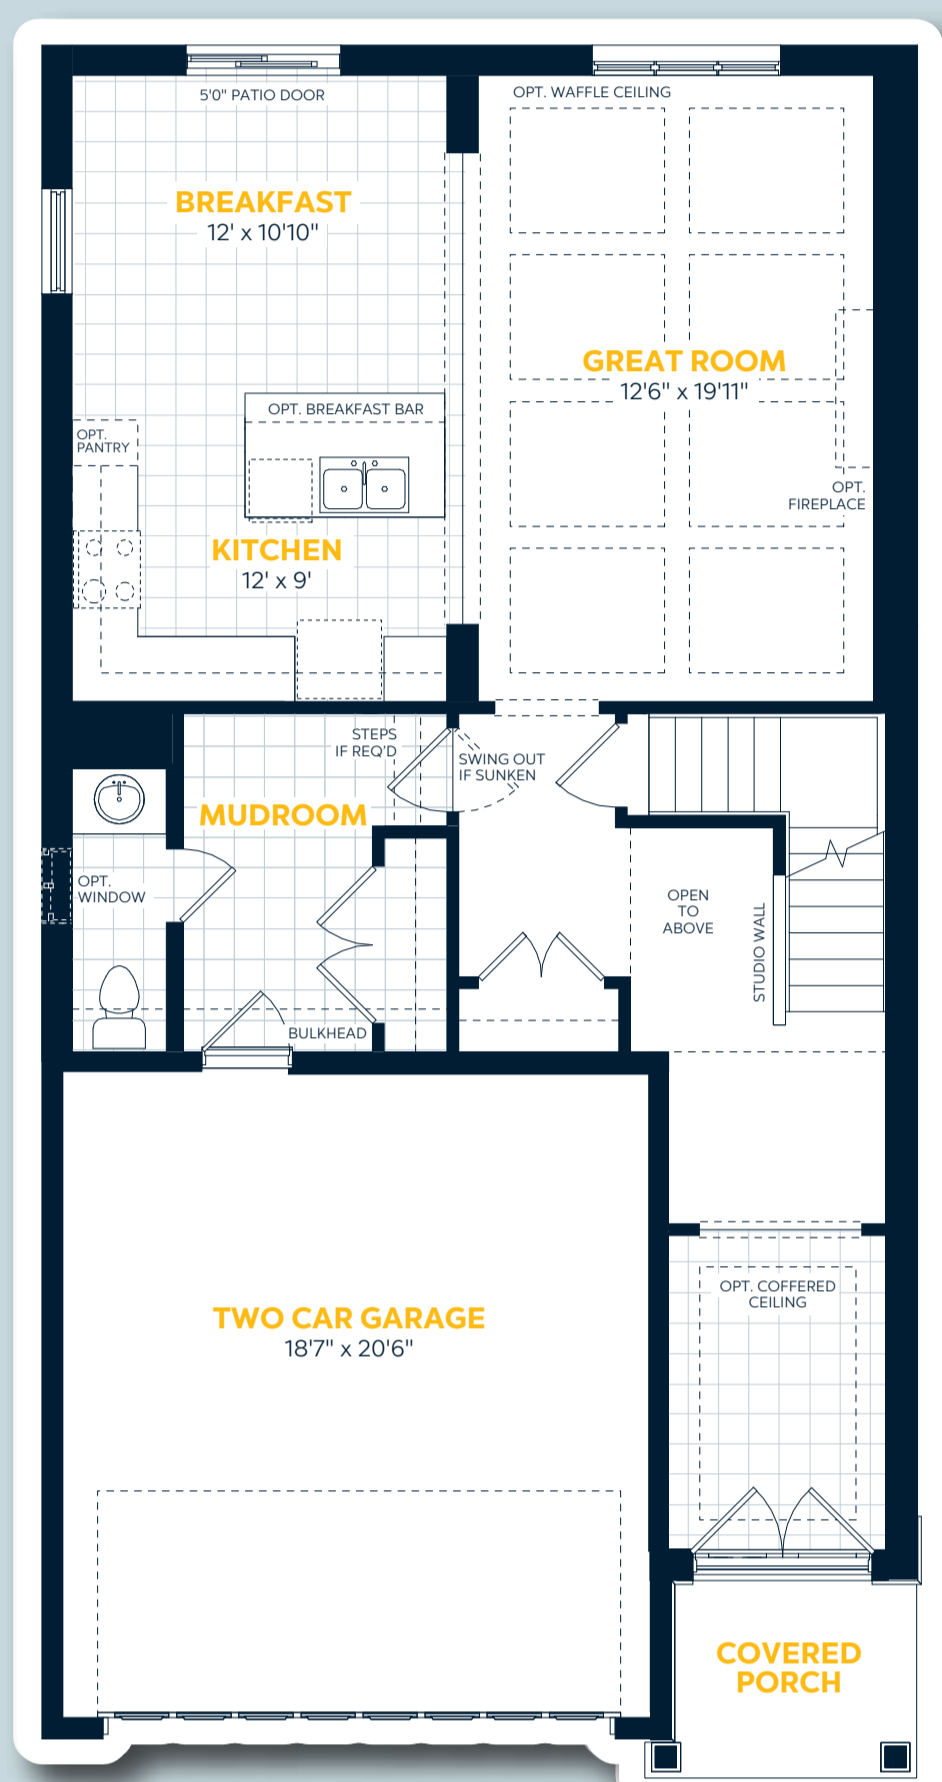 5'0" PATIO DOOR
OPT. WAFFLE CEILING
BREAKFAST
12' x 10'10"
GREAT ROOM
12'6" x 19'11"
OPT. BREAKFAST BAR
OPT.
PANTRY
OPT.
FIREPLACE
KITCHEN
12' x 9'
STEPS
IF REQ'D
SWING OUT
IF SUNKEN
MUDROOM
OPT.
WINDOW
OPEN
TO
ABOVE
STUDIO WALL
BULKHEAD
OPT. COFFERED
CEILING
TWO CAR GARAGE
18'7" x 20'6"
COVERED
PORCH